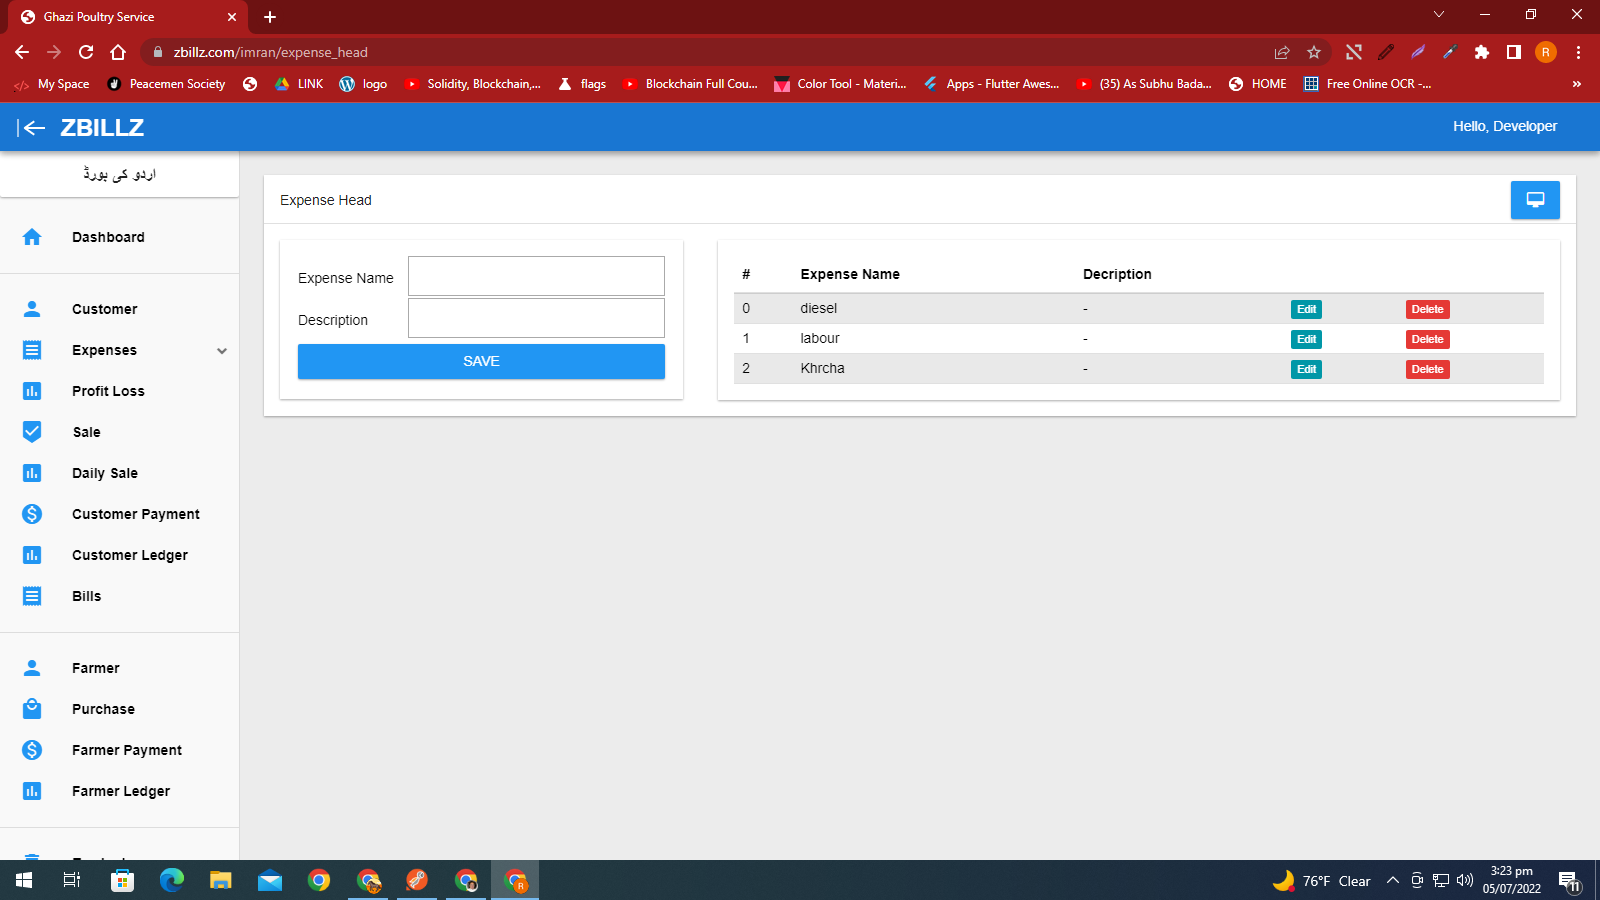 Ghazi Poultry Service
zbillz.com/imran/expense_head
R
My Space
Peacemen Society
LINK
logo
Solidity, Blockchain,...
flags
Blockchain Full Cou...
Color Tool - Materi...
Apps - Flutter Awes...
(35) As Subhu Bada...
HOME
Free Online OCR -...
»
ZBILLZ
Hello, Developer
اردو کی بورڈ
Dashboard
Customer
Expenses
Profit Loss
Sale
Daily Sale
Customer Payment
Customer Ledger
Bills
Farmer
Purchase
Farmer Payment
Farmer Ledger
Expense Head
Expense Name
Description
SAVE
# Expense Name Decription
0 diesel - Edit Delete
1 labour - Edit Delete
2 Khrcha - Edit Delete
R
76°F Clear
3:23 pm
05/07/2022
11